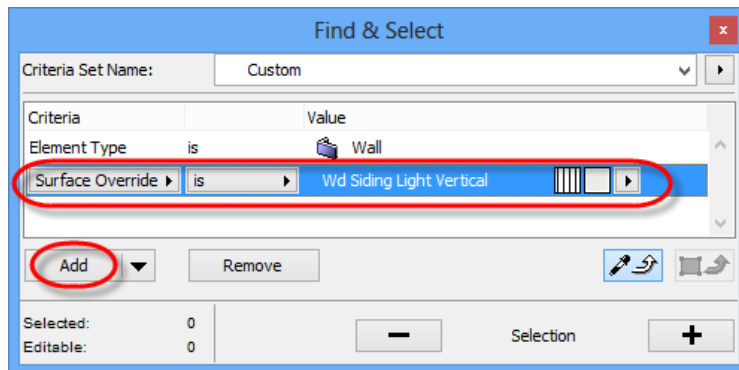 Find & Select
x
Criteria Set Name: Custom
Criteria Value
Element Type is Wall
Surface Override is Wd Siding Light Vertical
Add Remove
Selected: 0
Editable: 0
Selection